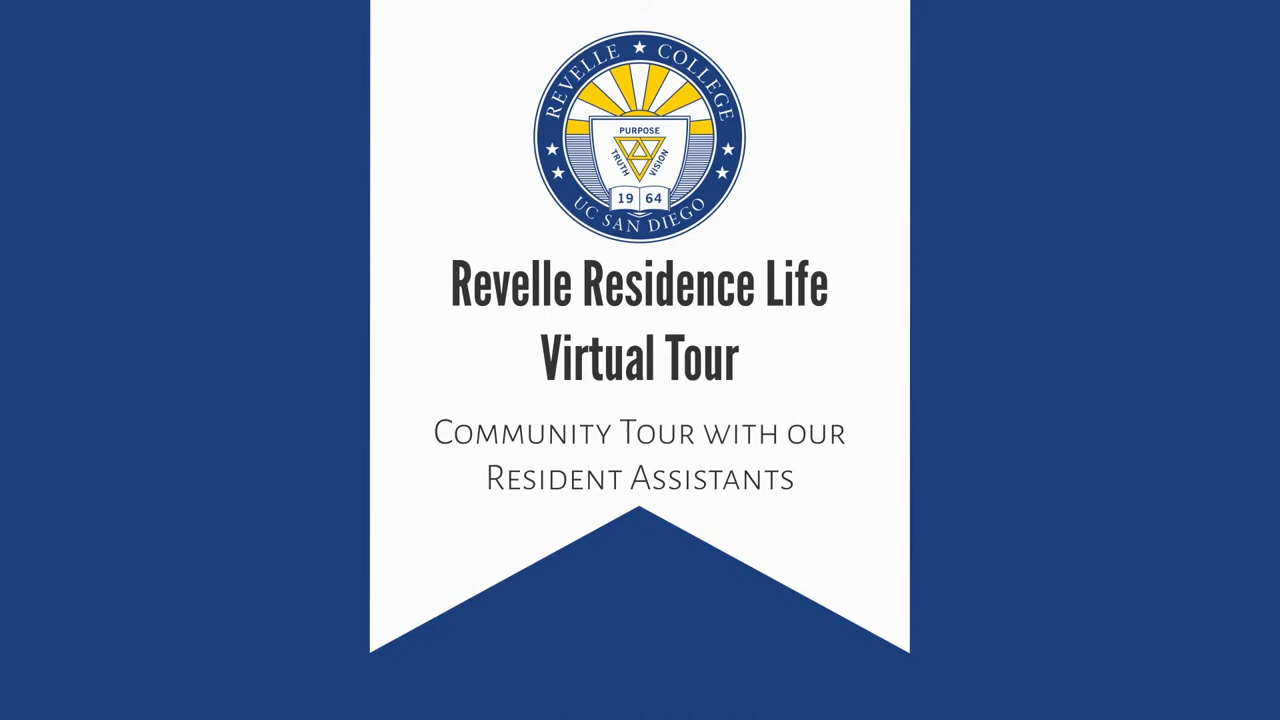 REVELLE ★ COLLEGE
PURPOSE
TRUTH
VISION
19 64
UC SAN DIEGO
Revelle Residence Life
Virtual Tour
Community Tour with our
Resident Assistants